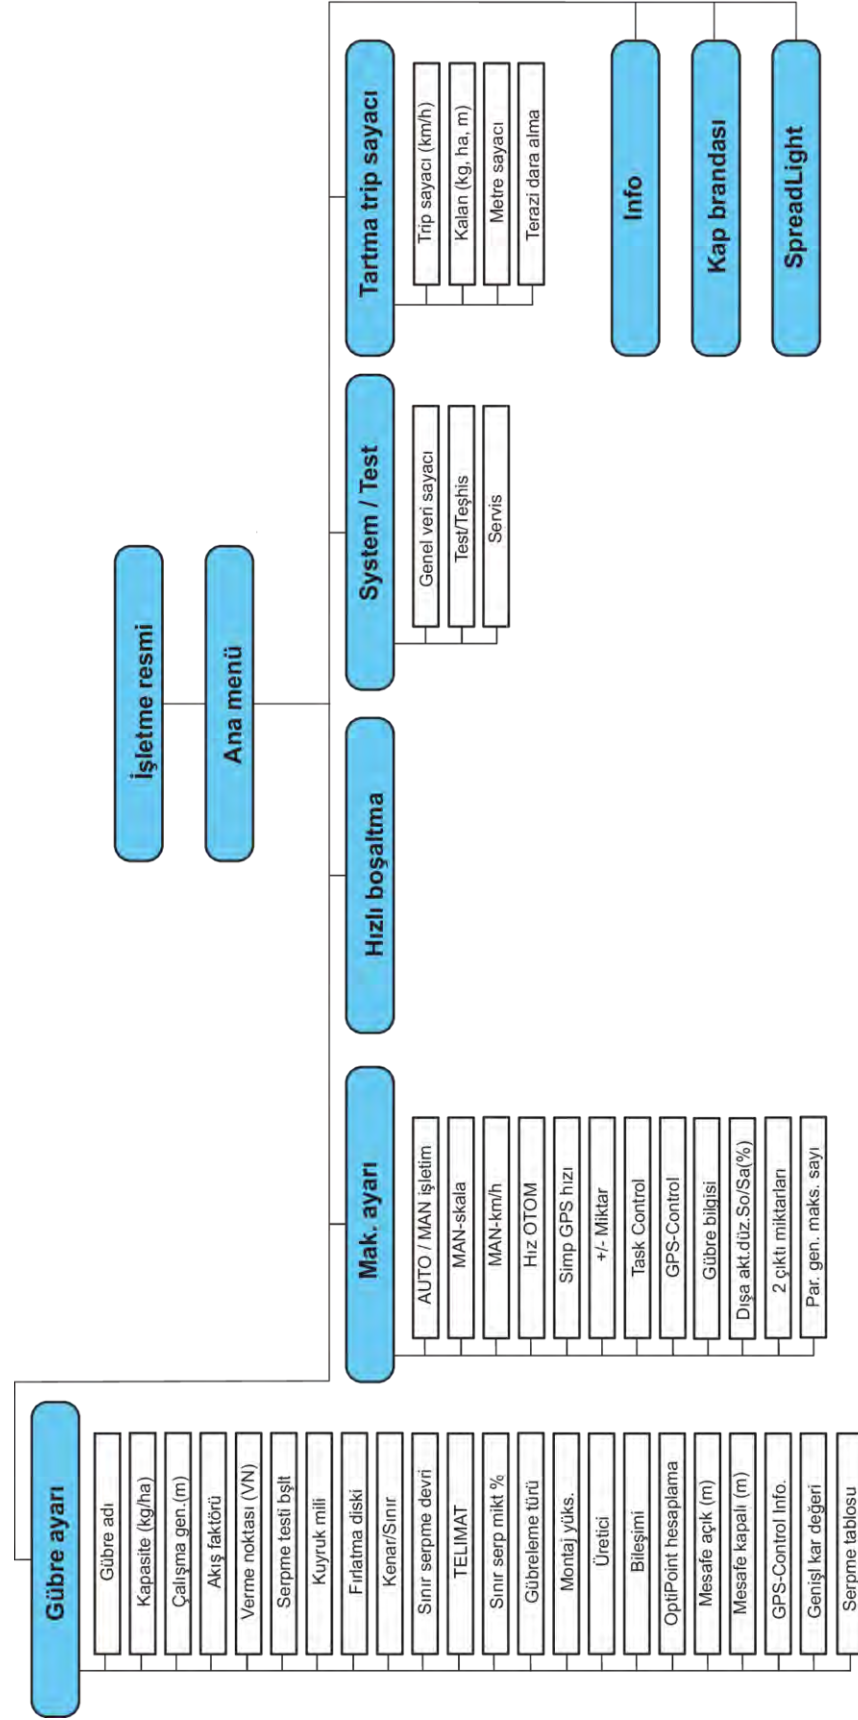 İşletme resmi
Ana menü
Gübre ayarı
Gübre adı
Kapasite (kg/ha)
Çalışma gen.(m)
Akış faktörü
Verme noktası (VN)
Serpme testi bşlt
Kuyruk mili
Fırlatma diski
Kenar/Sınır
Sınır serpme devri
TELIMAT
Sınır serp mikt %
Gübreleme türü
Montaj yüks.
Üretici
Bileşimi
OptiPoint hesaplama
Mesafe açık (m)
Mesafe kapalı (m)
GPS-Control Info.
Genişl kar değeri
Serpme tablosu
Mak. ayarı
AUTO / MAN işletim
MAN-skala
MAN-km/h
Hız OTOM
Simp GPS hızı
+/- Miktar
Task Control
GPS-Control
Gübre bilgisi
Dışa akt.düz.So/Sa(%)
2 çıktı miktarları
Par. gen. maks. sayı
Hızlı boşaltma
System / Test
Genel veri sayacı
Test/Teşhis
Servis
Tartma trip sayacı
Trip sayacı (km/h)
Kalan (kg, ha, m)
Metre sayacı
Terazi dara alma
Info
Kap brandası
SpreadLight